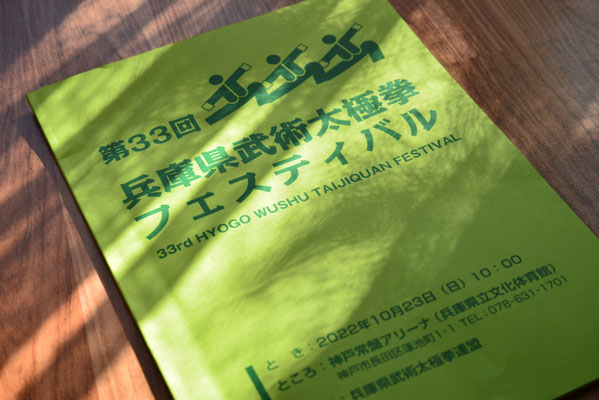 第33回
兵庫県武術太極拳
フェスティバル
33rd HYOGO WUSHU TAIJIQUAN FESTIVAL
と き：2022年10月23日（日）10：00
ところ：神戸常盤アリーナ（兵庫県立文化体育館）
神戸市長田区蓮池町1-1 TEL：078-631-1701
：兵庫県武術太極拳連盟